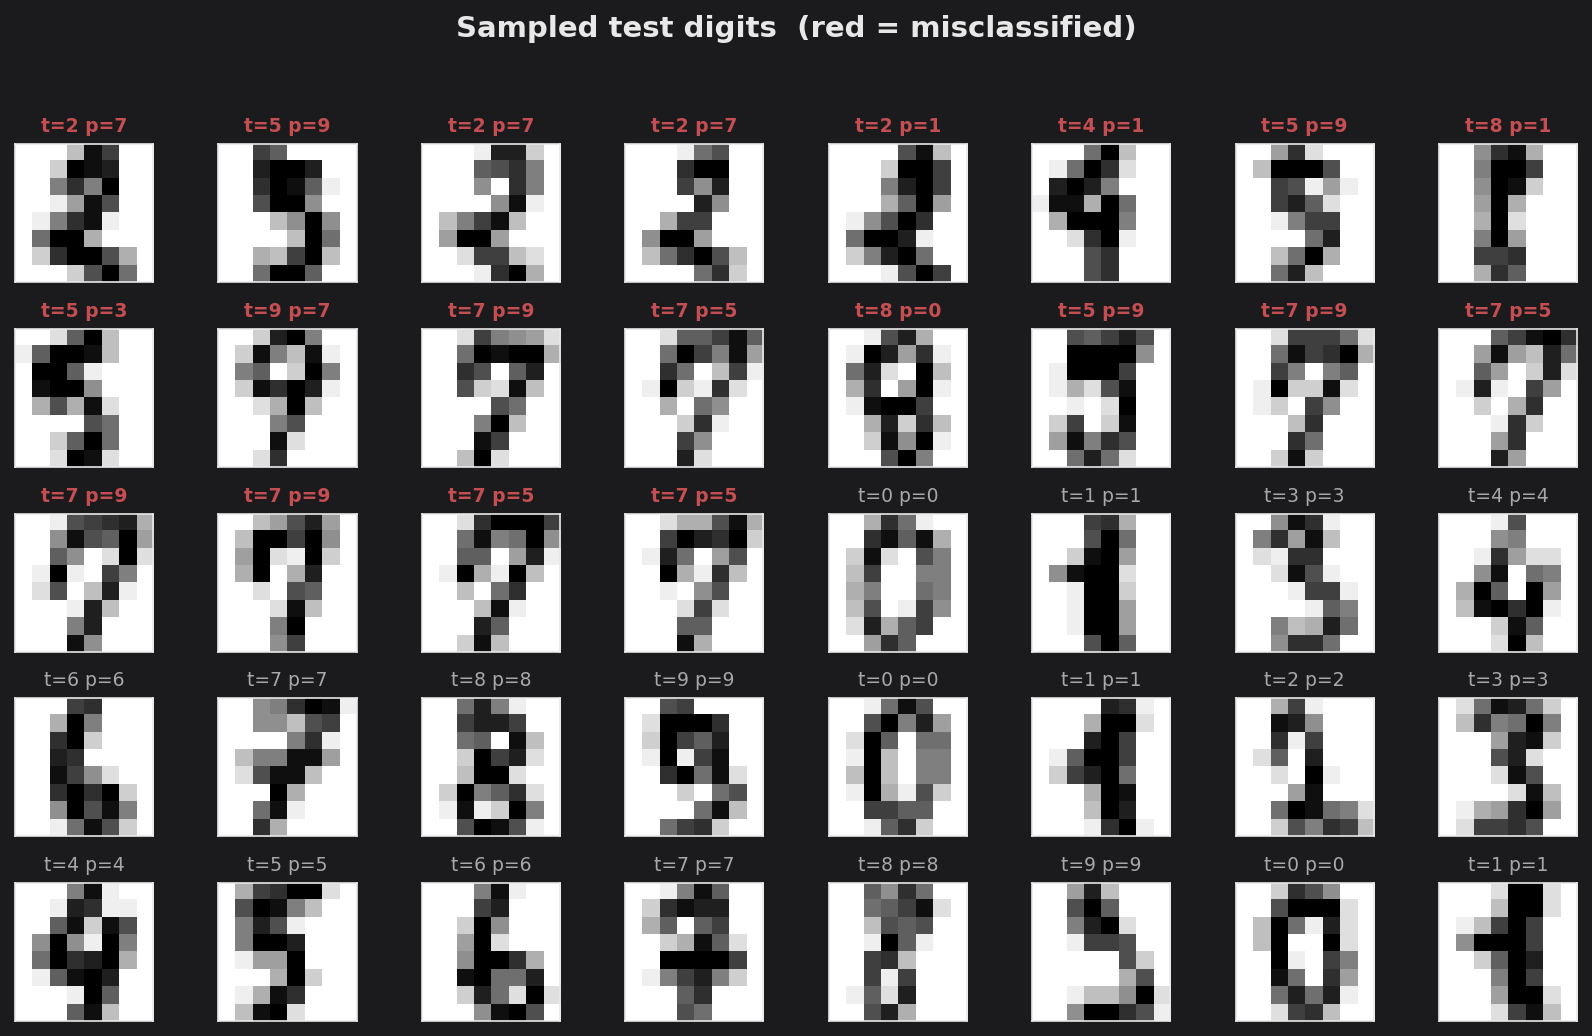 Sampled test digits  (red = misclassified)
t=2 p=7 t=5 p=9 t=2 p=7 t=2 p=7 t=2 p=1 t=4 p=1 t=5 p=9 t=8 p=1
t=5 p=3 t=9 p=7 t=7 p=9 t=7 p=5 t=8 p=0 t=5 p=9 t=7 p=9 t=7 p=5
t=7 p=9 t=7 p=9 t=7 p=5 t=7 p=5 t=0 p=0 t=1 p=1 t=3 p=3 t=4 p=4
t=6 p=6 t=7 p=7 t=8 p=8 t=9 p=9 t=0 p=0 t=1 p=1 t=2 p=2 t=3 p=3
t=4 p=4 t=5 p=5 t=6 p=6 t=7 p=7 t=8 p=8 t=9 p=9 t=0 p=0 t=1 p=1